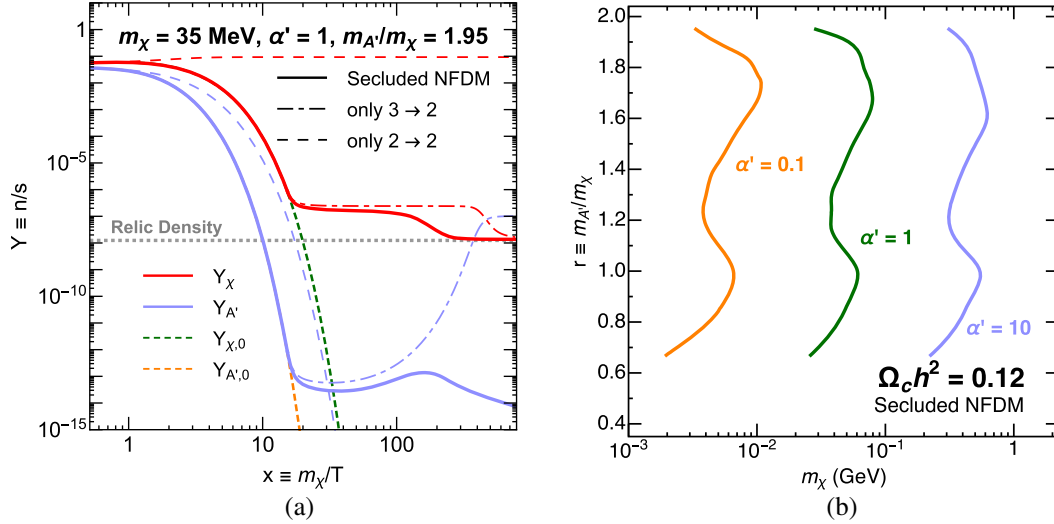 m_χ = 35 MeV, α' = 1, m_A'/m_χ = 1.95
Secluded NFDM
only 3 → 2
only 2 → 2
Relic Density
Y_χ
Y_A'
Y_χ,0
Y_A',0
Y ≡ n/s
1
10^-5
10^-10
10^-15
1
10
100
x ≡ m_χ/T
(a)
r ≡ m_A'/m_χ
2.0
1.8
1.6
1.4
1.2
1.0
0.8
0.6
0.4
α' = 0.1
α' = 1
α' = 10
Ω_c h² = 0.12
Secluded NFDM
10^-3
10^-2
10^-1
1
m_χ (GeV)
(b)